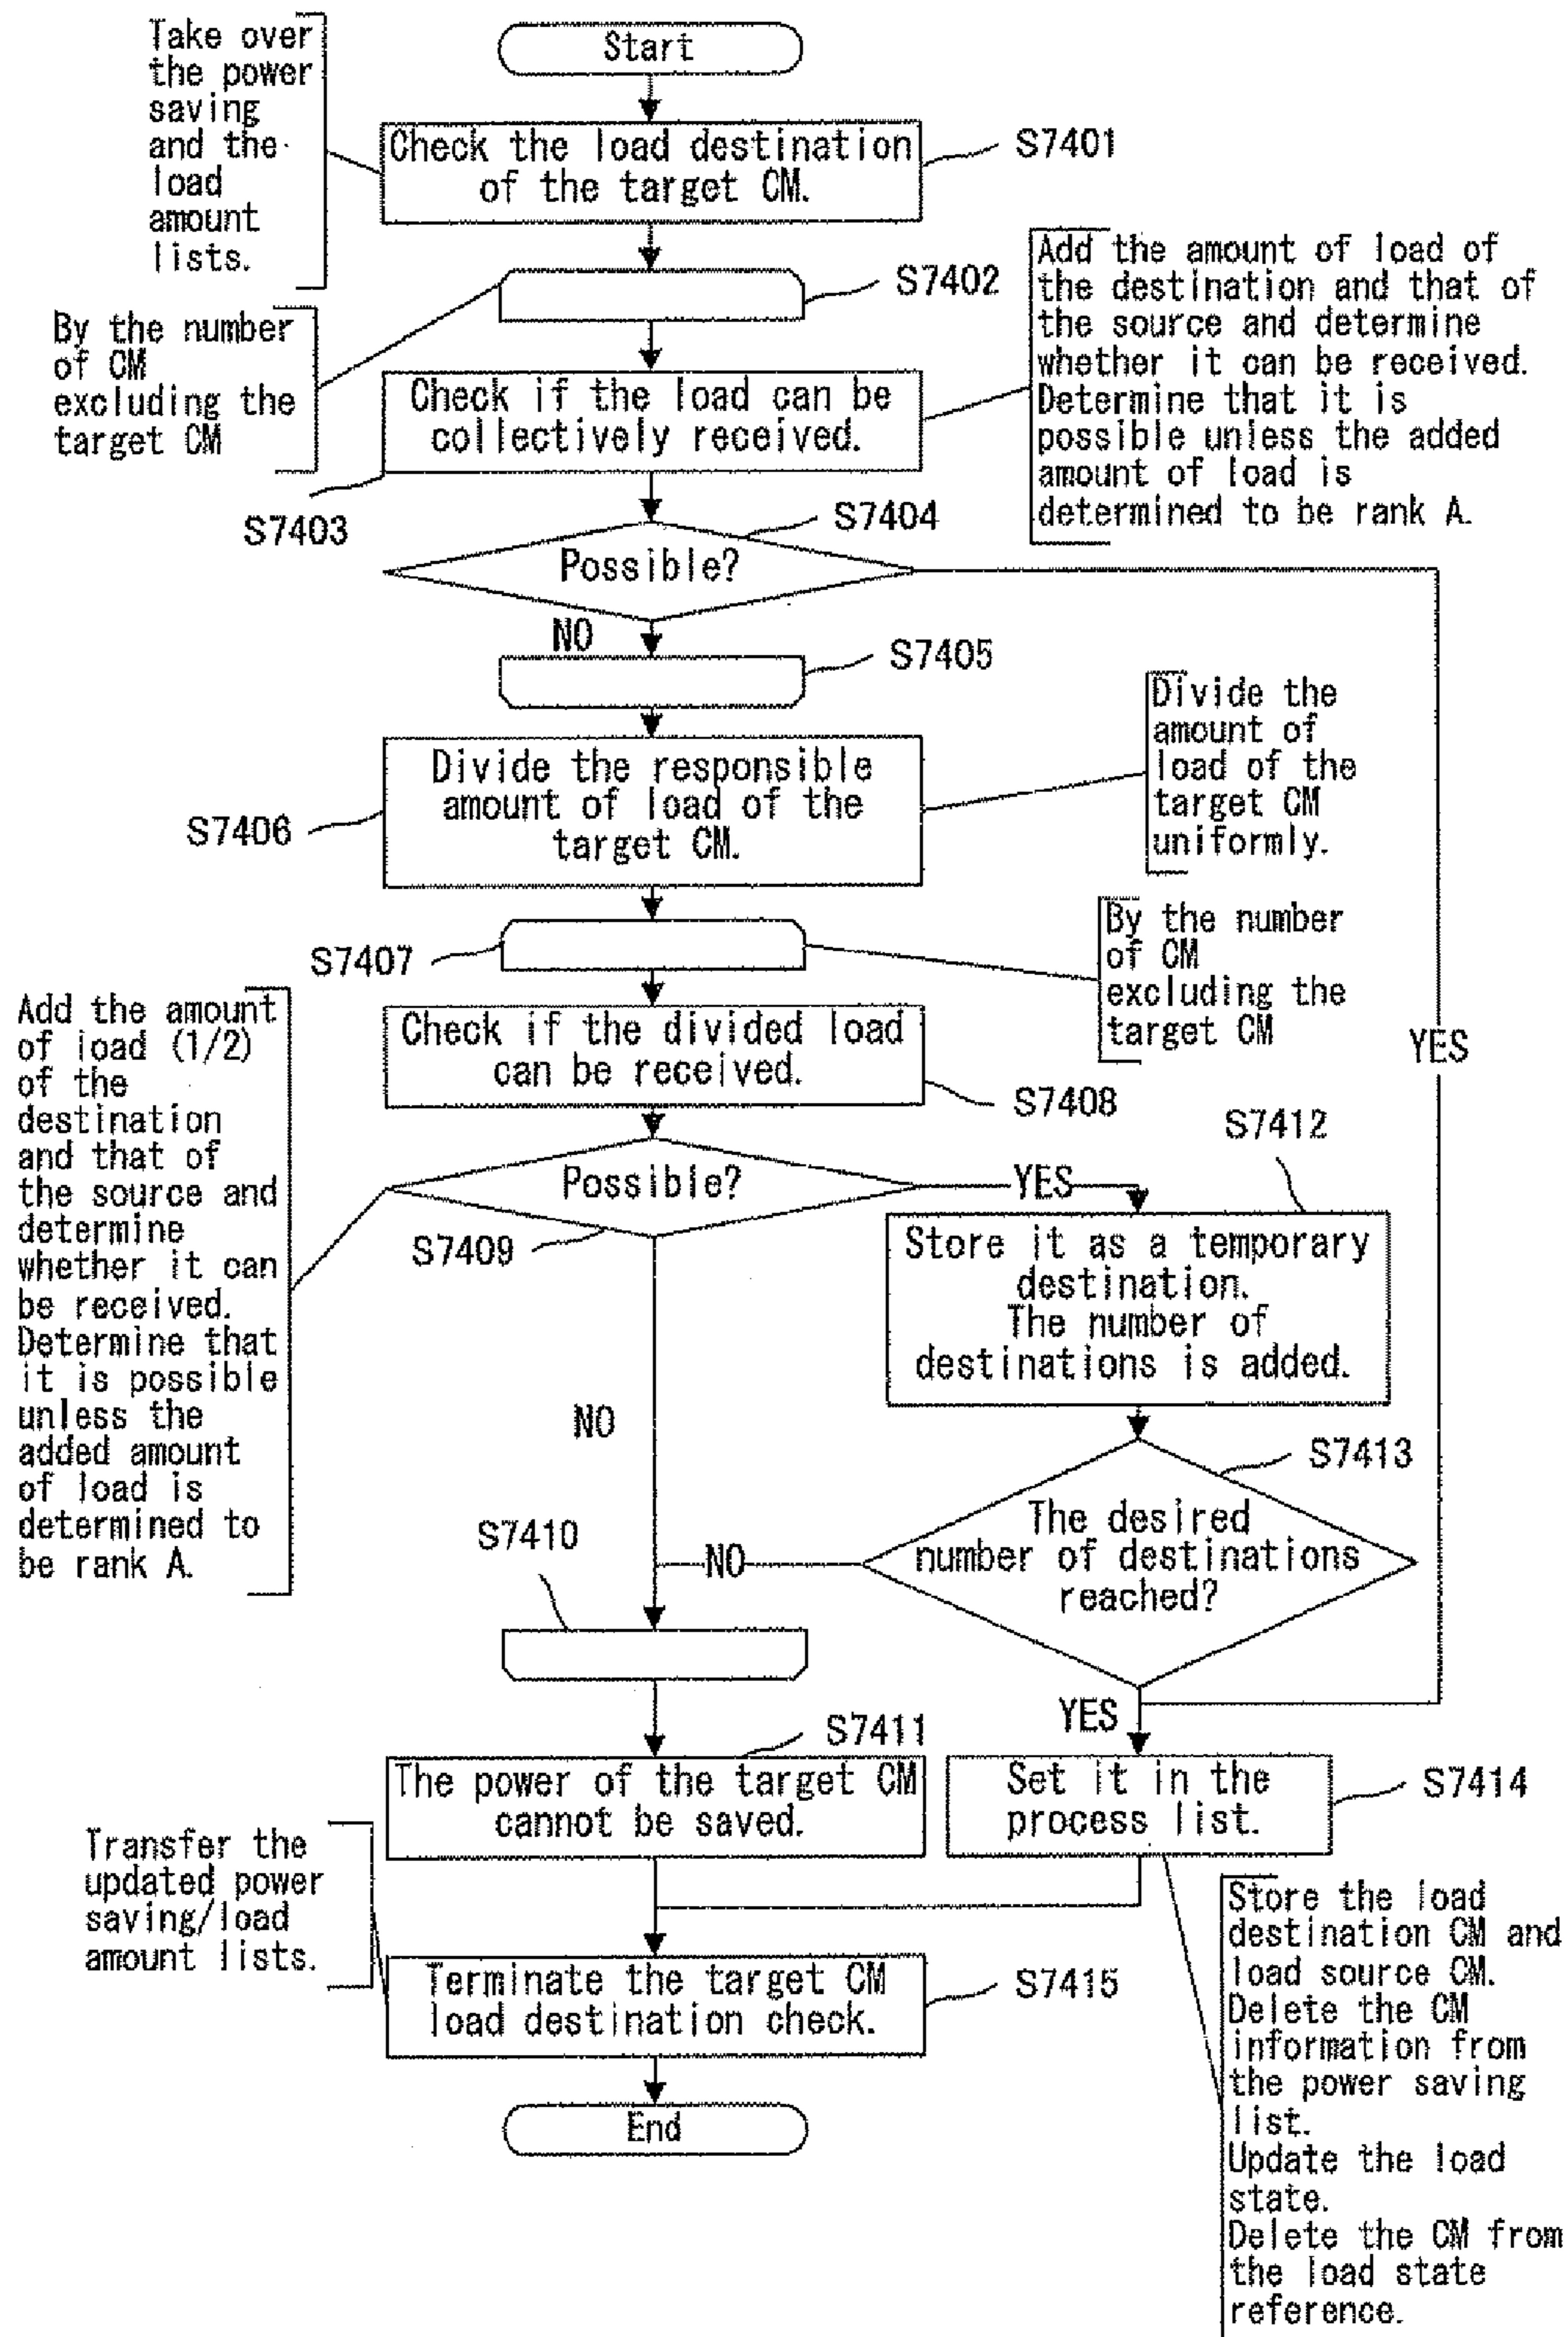 Take over
the power
saving
and the
load
amount
lists.
Start
Check the load destination
of the target CM.
S7401
S7402
By the number
of CM
excluding the
target CM
Check if the load can be
collectively received.
S7403
Add the amount of load of
the destination and that of
the source and determine
whether it can be received.
Determine that it is
possible unless the added
amount of load is
determined to be rank A.
S7404
Possible?
YES
NO
S7405
Divide the responsible
amount of load of the
target CM.
S7406
Divide the
amount of
load of the
target CM
uniformly.
S7407
By the number
of CM
excluding the
target CM
Check if the divided load
can be received.
S7408
Possible?
S7409
Add the amount
of load (1/2)
of the
destination
and that of
the source and
determine
whether it can
be received.
Determine that
it is possible
unless the
added amount
of load is
determined to
be rank A.
YES
S7412
Store it as a temporary
destination.
The number of
destinations is added.
NO
S7413
The desired
number of destinations
reached?
NO
S7410
YES
S7411
The power of the target CM
cannot be saved.
Set it in the
process list.
S7414
Store the load
destination CM and
load source CM.
Delete the CM
information from
the power saving
list.
Update the load
state.
Delete the CM from
the load state
reference.
Transfer the
updated power
saving/load
amount lists.
Terminate the target CM
load destination check.
S7415
End